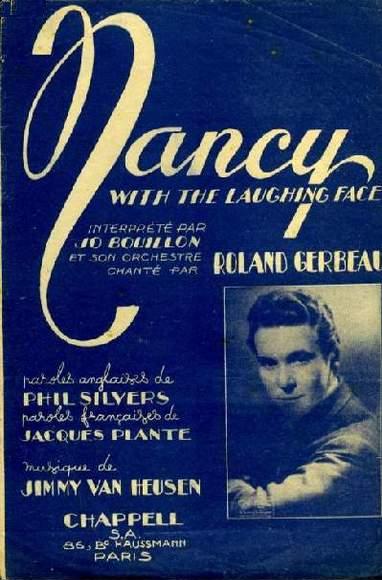 Nancy
WITH THE LAUGHING FACE
INTERPRÉTÉ PAR
JO BOUILLON
ET SON ORCHESTRE
CHANTÉ PAR
ROLAND GERBEAU
paroles anglaises de
PHIL SILVERS
paroles françaises de
JACQUES PLANTE
musique de
JIMMY VAN HEUSEN
CHAPPELL
S.A.
86, Bᴰ HAUSSMANN
PARIS